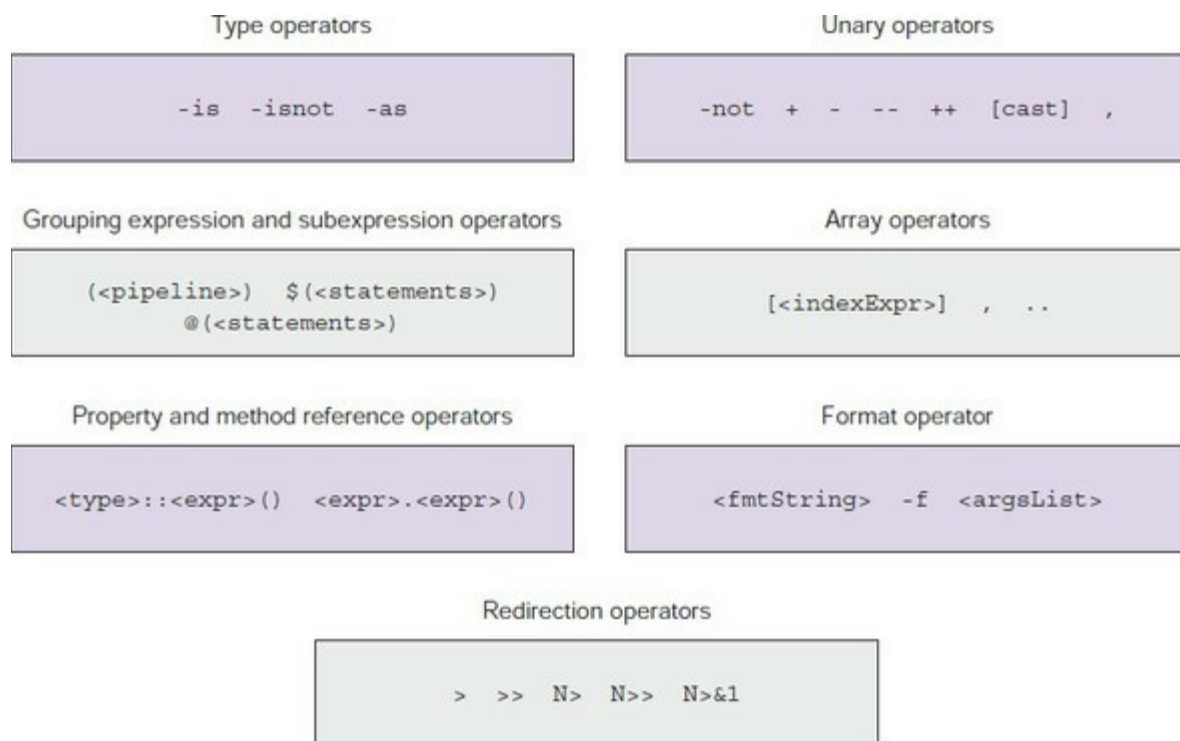 Type operators
-is -isnot -as
Unary operators
-not + - -- ++ [cast] ,
Grouping expression and subexpression operators
(<pipeline>) $(<statements>)
@(<statements>)
Array operators
[<indexExpr>] , ..
Property and method reference operators
<type>::<expr>() <expr>.<expr>()
Format operator
<fmtString> -f <argsList>
Redirection operators
> >> N> N>> N>&1